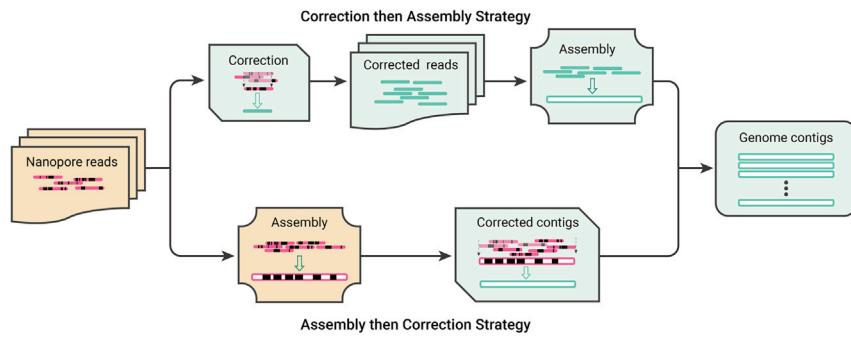 Correction then Assembly Strategy
Correction
Corrected reads
Assembly
Nanopore reads
Genome contigs
Assembly
Corrected contigs
Assembly then Correction Strategy